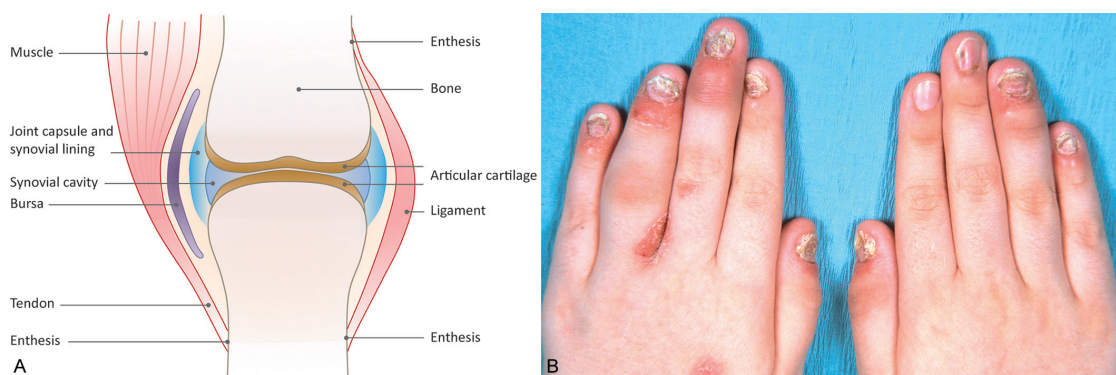 Muscle
Joint capsule and
synovial lining
Synovial cavity
Bursa
Tendon
Enthesis
A
Enthesis
Bone
Articular cartilage
Ligament
Enthesis
B